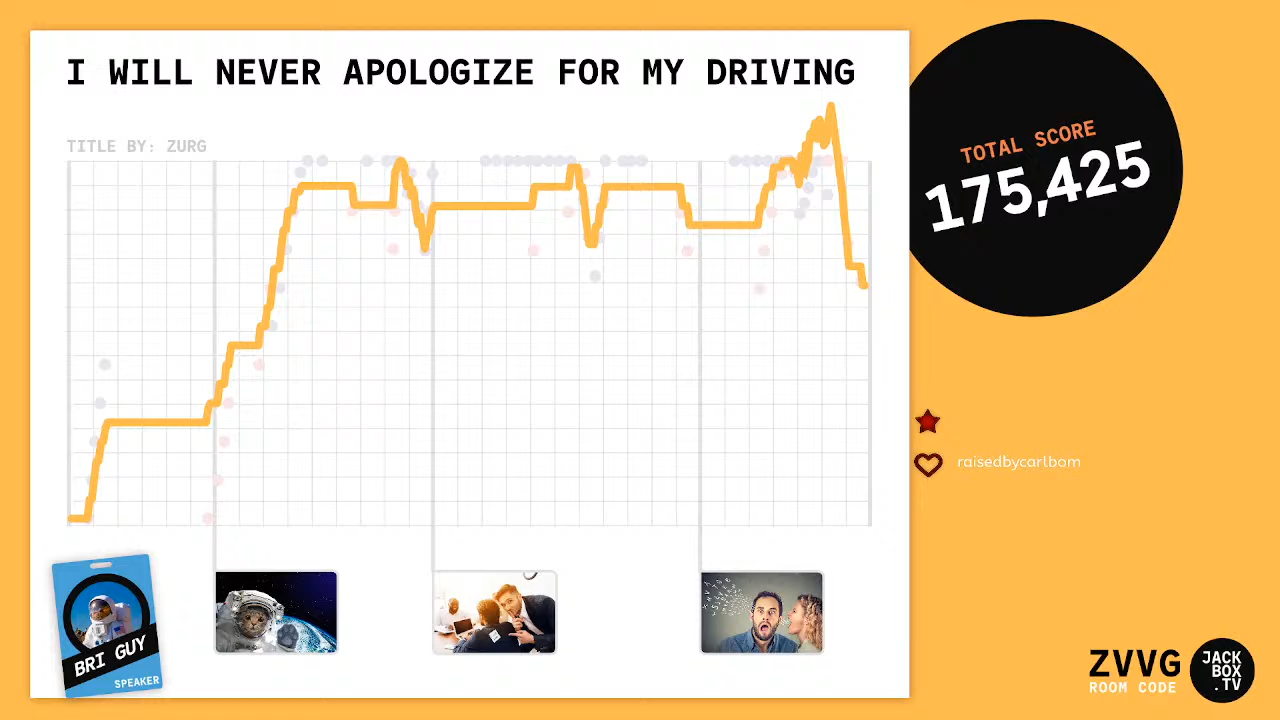 I WILL NEVER APOLOGIZE FOR MY DRIVING
TITLE BY: ZURG
TOTAL SCORE
175,425
raisedbycarlbom
BRI GUY
SPEAKER
ZVVG
ROOM CODE
JACK
BOX
.TV